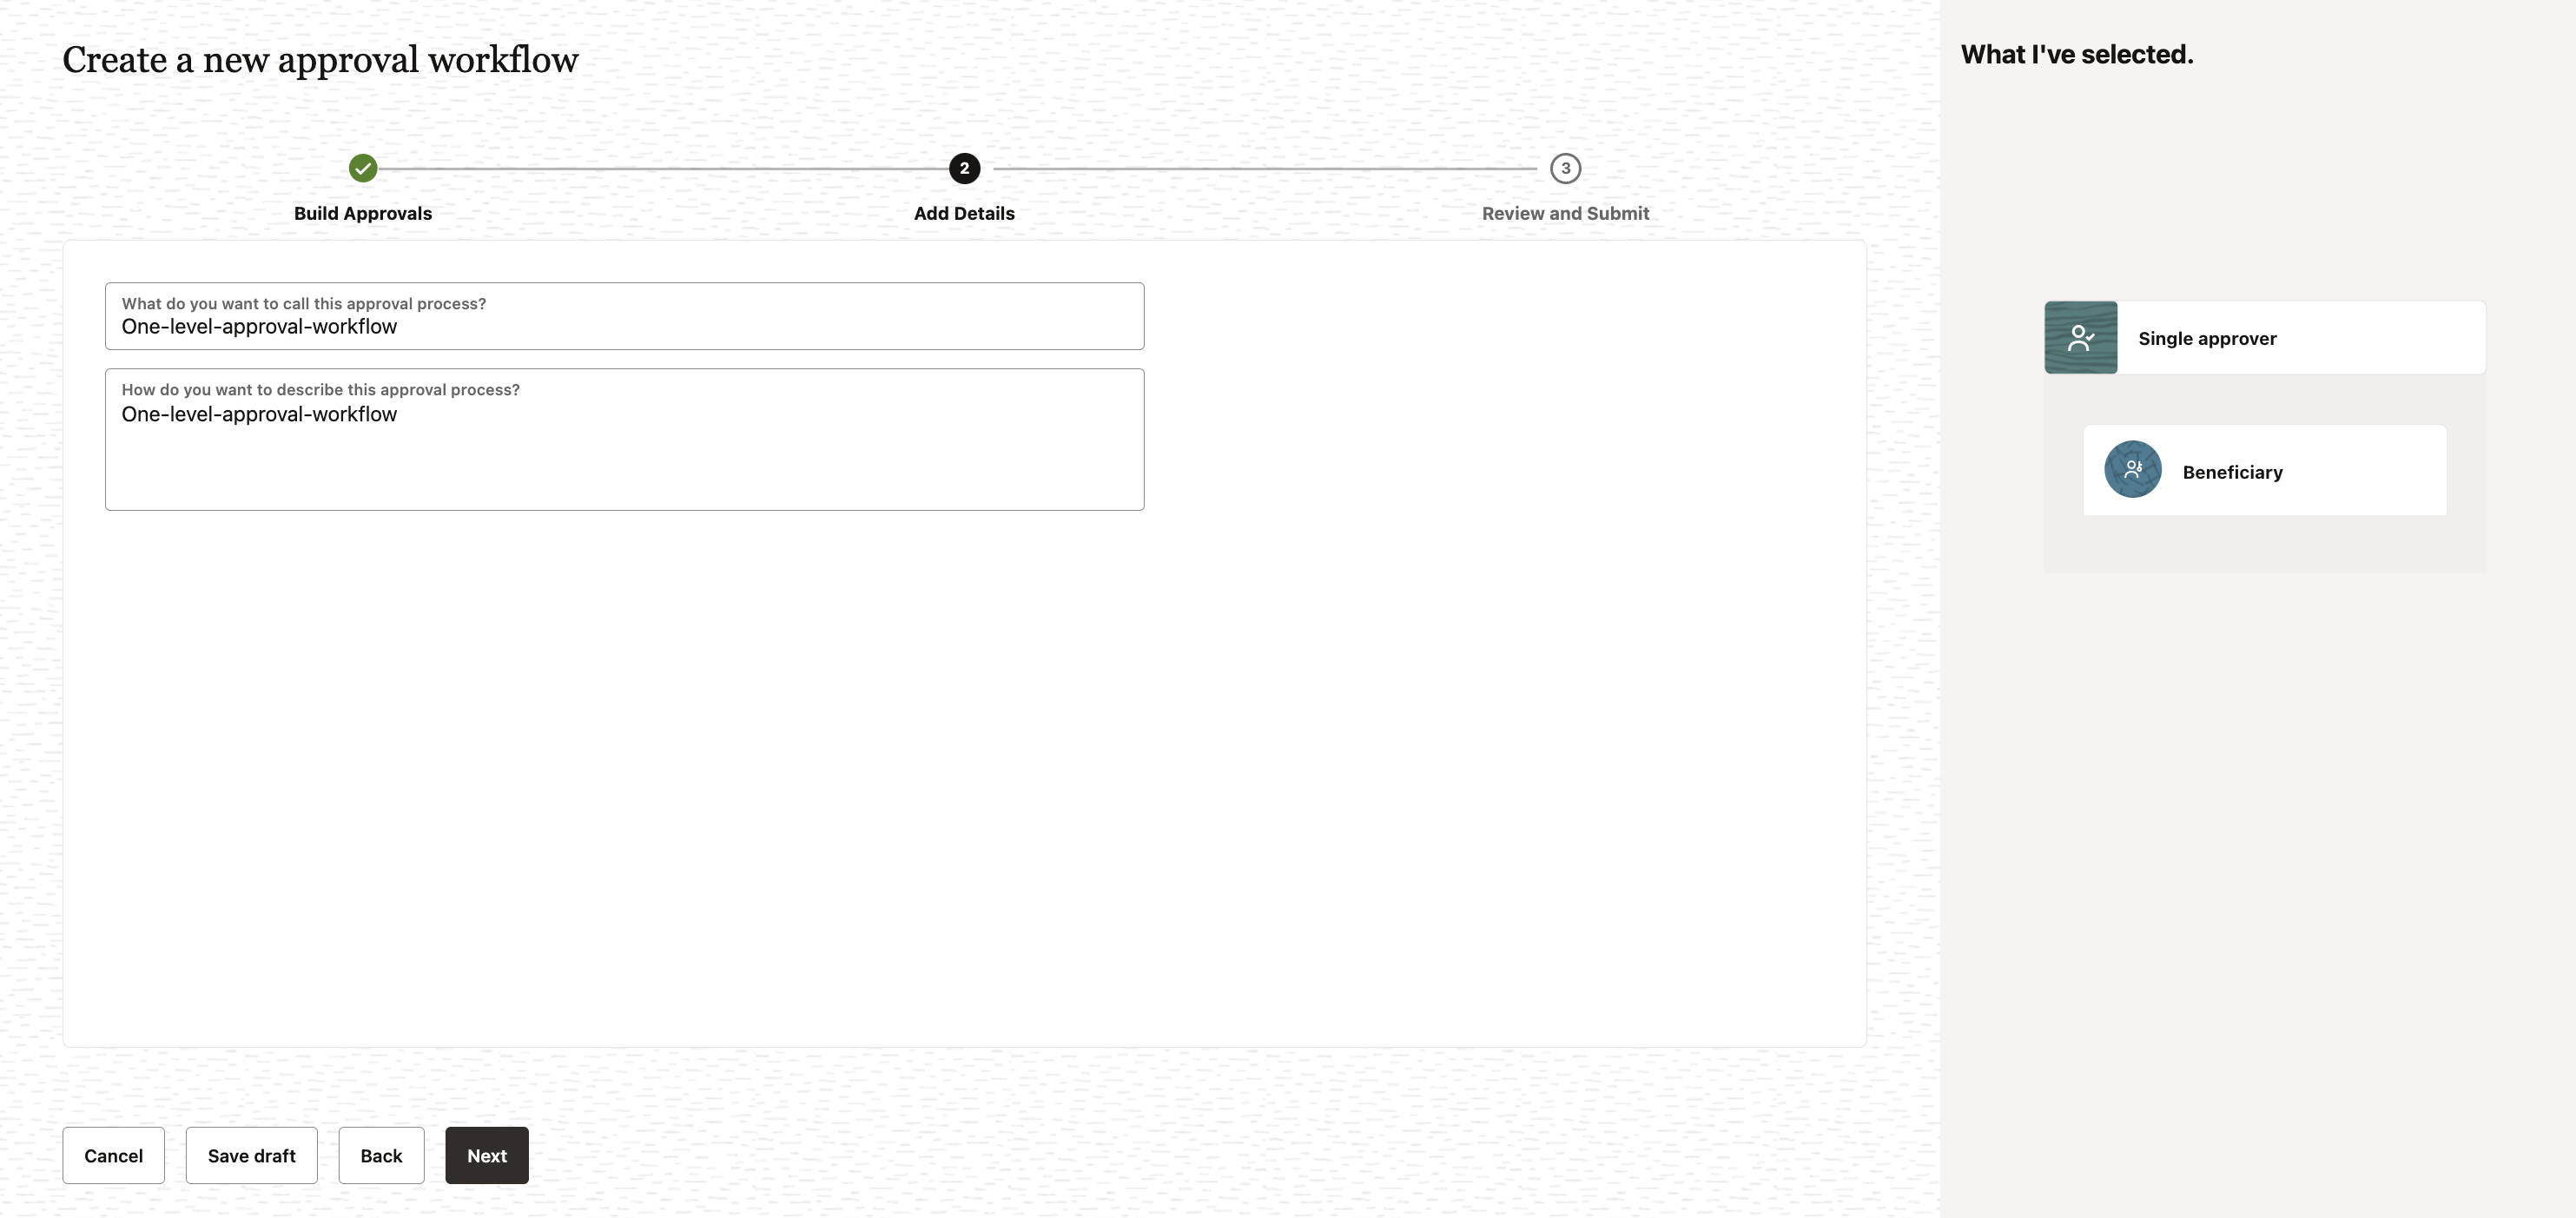 Create a new approval workflow
What I've selected.
2
3
Build Approvals
Add Details
Review and Submit
What do you want to call this approval process?
One-level-approval-workflow
How do you want to describe this approval process?
One-level-approval-workflow
Single approver
Beneficiary
Cancel
Save draft
Back
Next